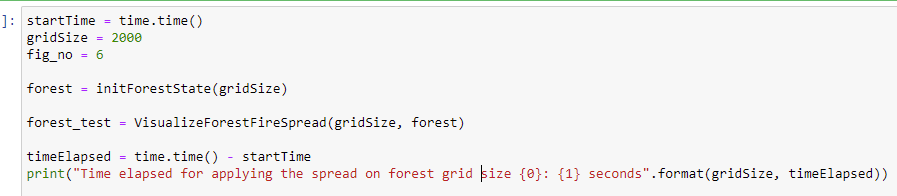 ]: startTime = time.time()
gridSize = 2000
fig_no = 6
forest = initForestState(gridSize)
forest_test = VisualizeForestFireSpread(gridSize, forest)
timeElapsed = time.time() - startTime
print("Time elapsed for applying the spread on forest grid size {0}: {1} seconds".format(gridSize, timeElapsed))